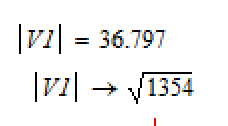 |V1| = 36.797
|V1| → √1354